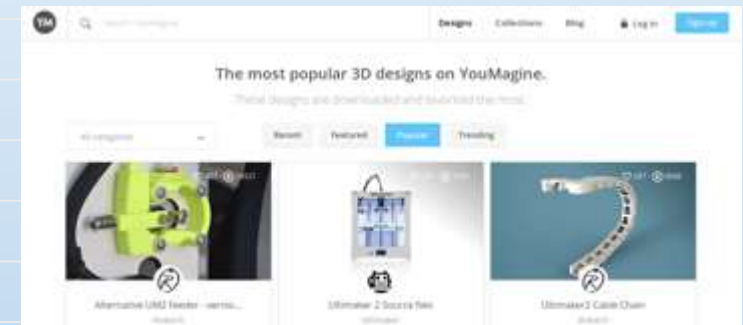 YM
Designs Collections Blog Log in Sign up
The most popular 3D designs on YouMagine.
These designs are downloaded and favorited the most.
All categories Recent Featured Popular Trending
Alternative UM2 Feeder - versio...
Ultimaker 2 Source files
Ultimaker2 Cable Chain